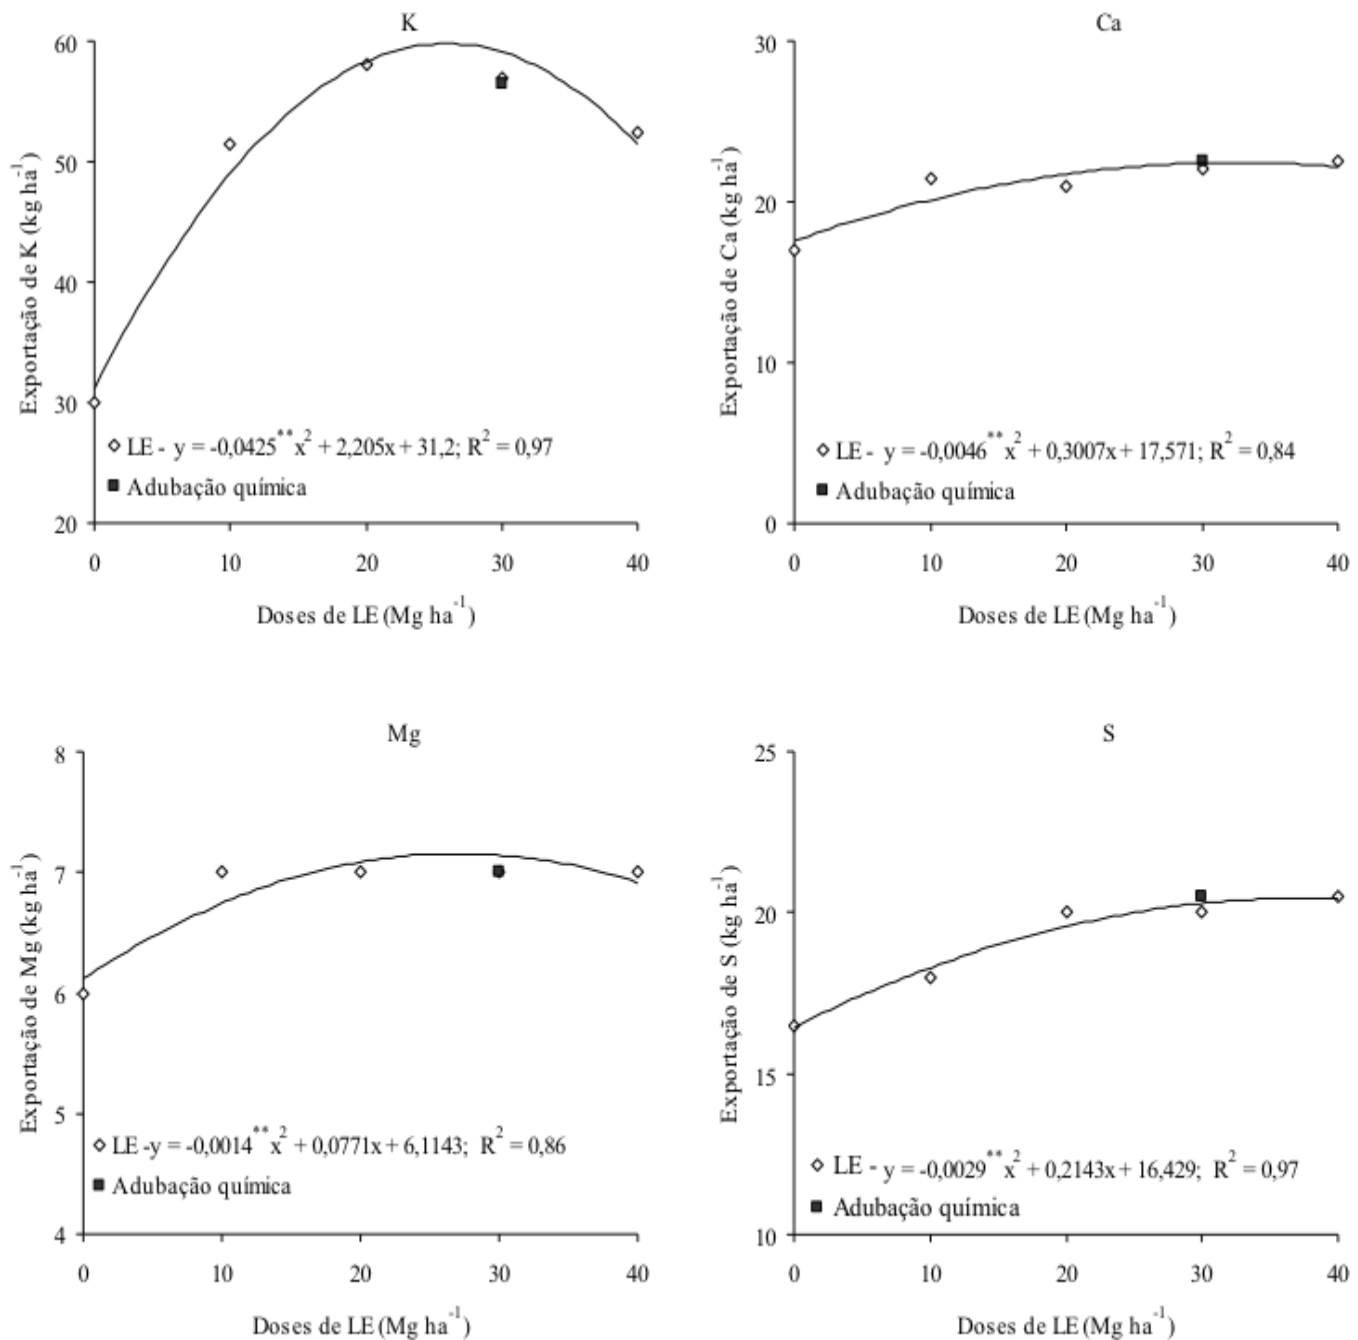 K
Exportação de K (kg ha⁻¹)
60
50
40
30
20
◇ LE - y = -0,0425**x² + 2,205x + 31,2; R² = 0,97
■ Adubação química
0 10 20 30 40
Doses de LE (Mg ha⁻¹)
Ca
Exportação de Ca (kg ha⁻¹)
30
20
10
0
◇ LE - y = -0,0046**x² + 0,3007x + 17,571; R² = 0,84
■ Adubação química
0 10 20 30 40
Doses de LE (Mg ha⁻¹)
Mg
Exportação de Mg (kg ha⁻¹)
8
7
6
5
4
◇ LE -y = -0,0014**x² + 0,0771x + 6,1143; R² = 0,86
■ Adubação química
0 10 20 30 40
Doses de LE (Mg ha⁻¹)
S
Exportação de S (kg ha⁻¹)
25
20
15
10
◇ LE - y = -0,0029**x² + 0,2143x + 16,429; R² = 0,97
■ Adubação química
0 10 20 30 40
Doses de LE (Mg ha⁻¹)